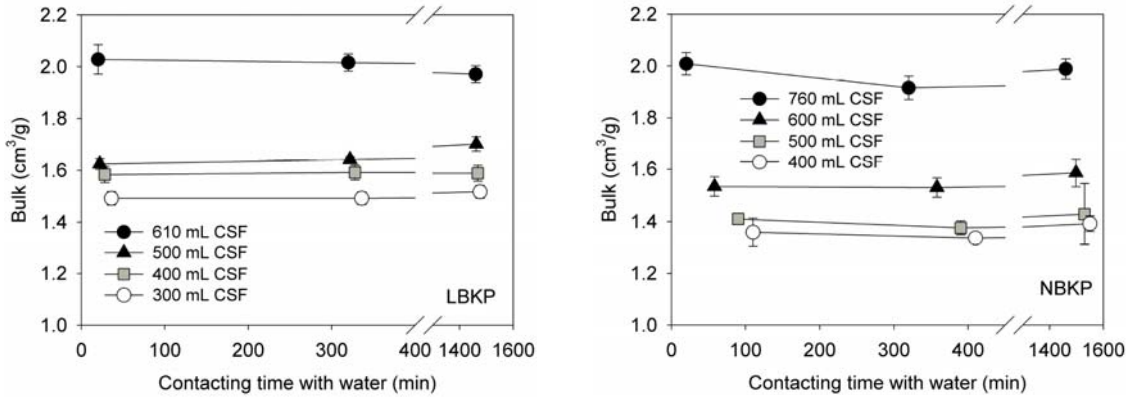 2.2
2.0
1.8
1.6
1.4
1.2
1.0
Bulk (cm³/g)
610 mL CSF
500 mL CSF
400 mL CSF
300 mL CSF
LBKP
0 100 200 300 400 1400 1600
Contacting time with water (min)
2.2
2.0
1.8
1.6
1.4
1.2
1.0
Bulk (cm³/g)
760 mL CSF
600 mL CSF
500 mL CSF
400 mL CSF
NBKP
0 100 200 300 400 1400 1600
Contacting time with water (min)